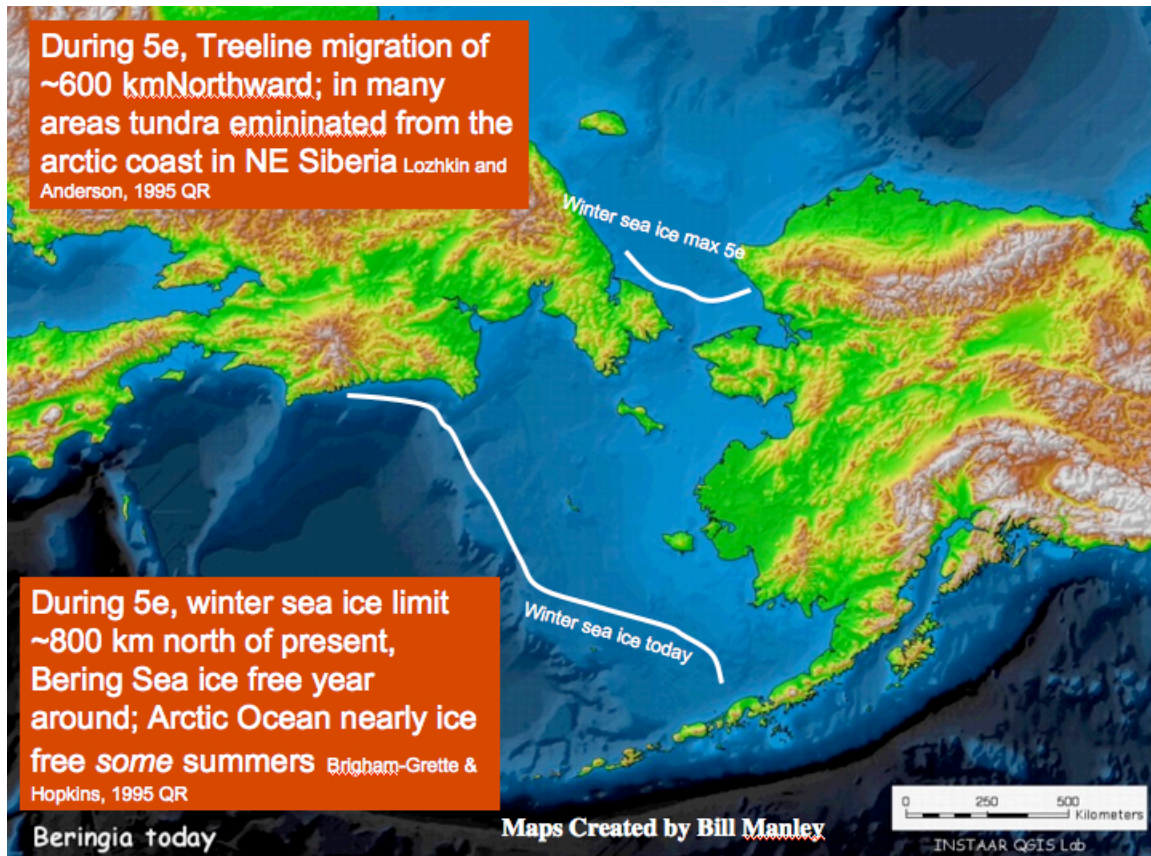 During 5e, Treeline migration of
~600 kmNorthward; in many
areas tundra emininated from the
arctic coast in NE Siberia Lozhkin and
Anderson, 1995 QR
Winter sea ice max 5e
Winter sea ice today
During 5e, winter sea ice limit
~800 km north of present,
Bering Sea ice free year
around; Arctic Ocean nearly ice
free some summers Brigham-Grette &
Hopkins, 1995 QR
Beringia today
Maps Created by Bill Manley
0 250 500
Kilometers
INSTAAR QGIS Lab